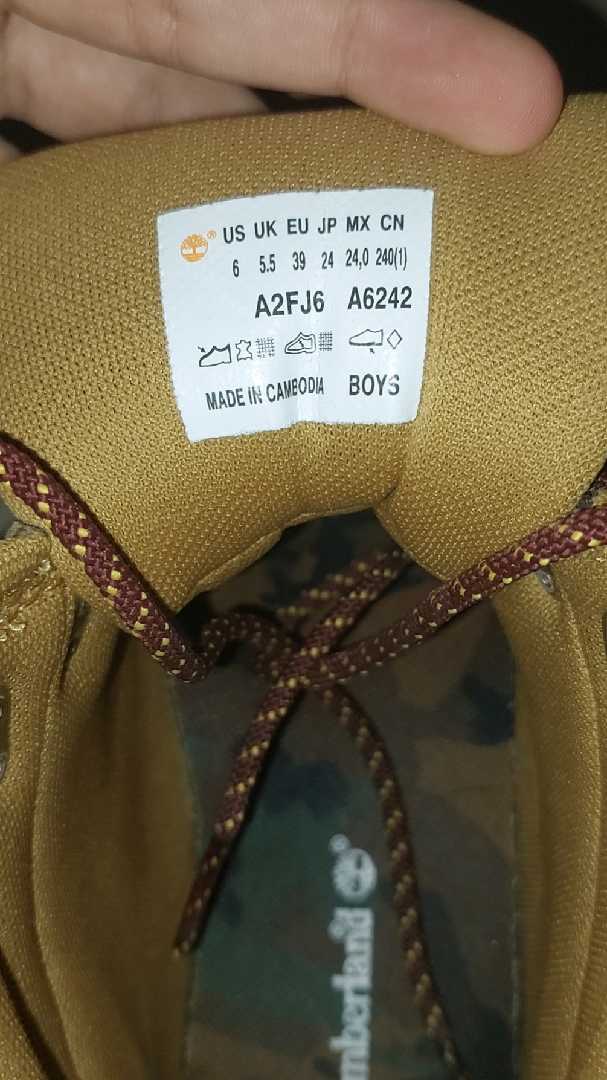 ® US UK EU JP MX CN
6 5.5 39 24 24,0 240(1)
A2FJ6 A6242
MADE IN CAMBODIA BOYS
mberland ®